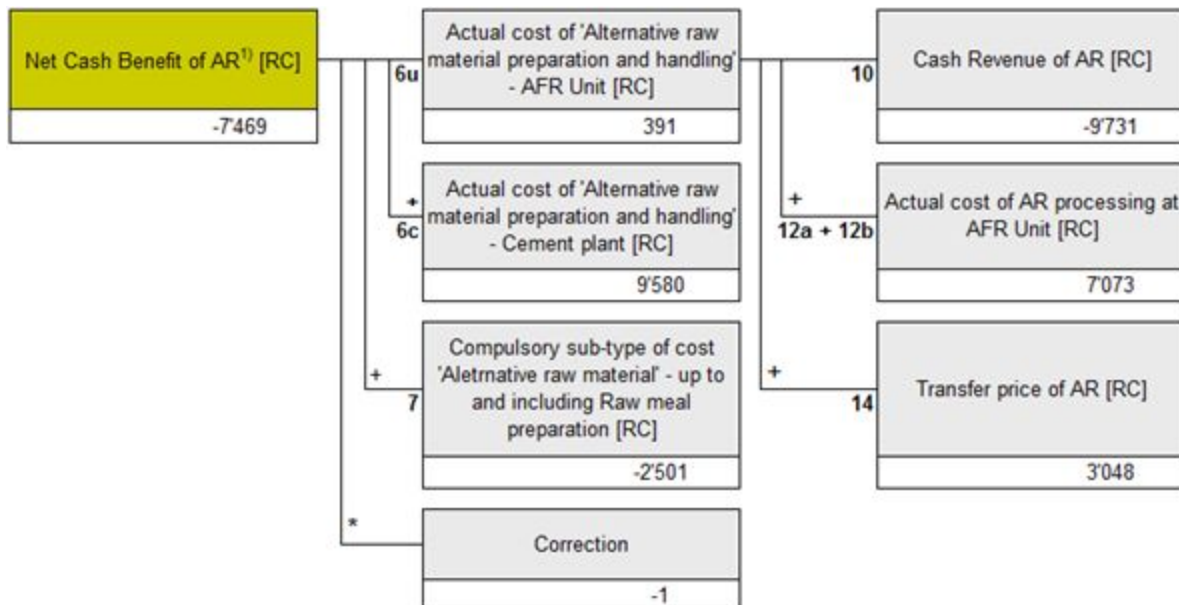 Net Cash Benefit of AR¹⁾ [RC]
-7'469
6u
Actual cost of 'Alternative raw
material preparation and handling'
- AFR Unit [RC]
391
+
6c
Actual cost of 'Alternative raw
material preparation and handling'
- Cement plant [RC]
9'580
+
7
Compulsory sub-type of cost
'Aletrnative raw material' - up to
and including Raw meal
preparation [RC]
-2'501
*
Correction
-1
10
Cash Revenue of AR [RC]
-9'731
+
12a + 12b
Actual cost of AR processing at
AFR Unit [RC]
7'073
+
14
Transfer price of AR [RC]
3'048